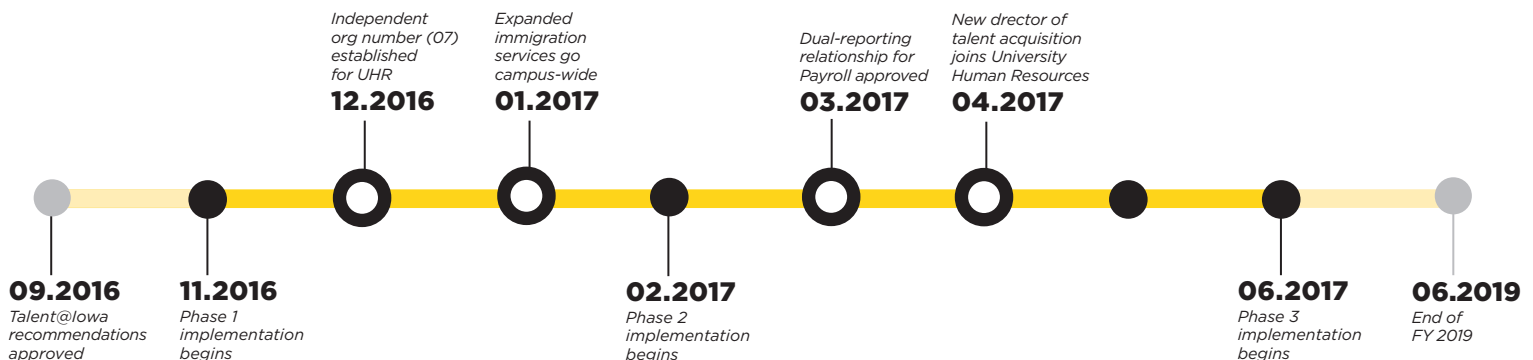 Independent
org number (07)
established
for UHR
12.2016
Expanded
immigration
services go
campus-wide
01.2017
Dual-reporting
relationship for
Payroll approved
03.2017
New drector of
talent acquisition
joins University
Human Resources
04.2017
09.2016
Talent@Iowa
recommendations
approved
11.2016
Phase 1
implementation
begins
02.2017
Phase 2
implementation
begins
06.2017
Phase 3
implementation
begins
06.2019
End of
FY 2019